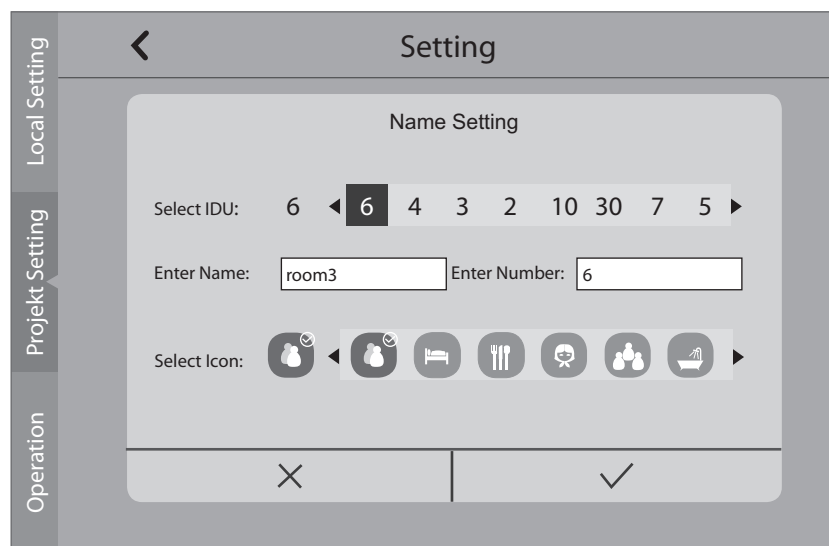 Setting
Local Setting
Projekt Setting
Operation
Name Setting
Select IDU: 6 6 4 3 2 10 30 7 5
Enter Name: room3 Enter Number: 6
Select Icon: